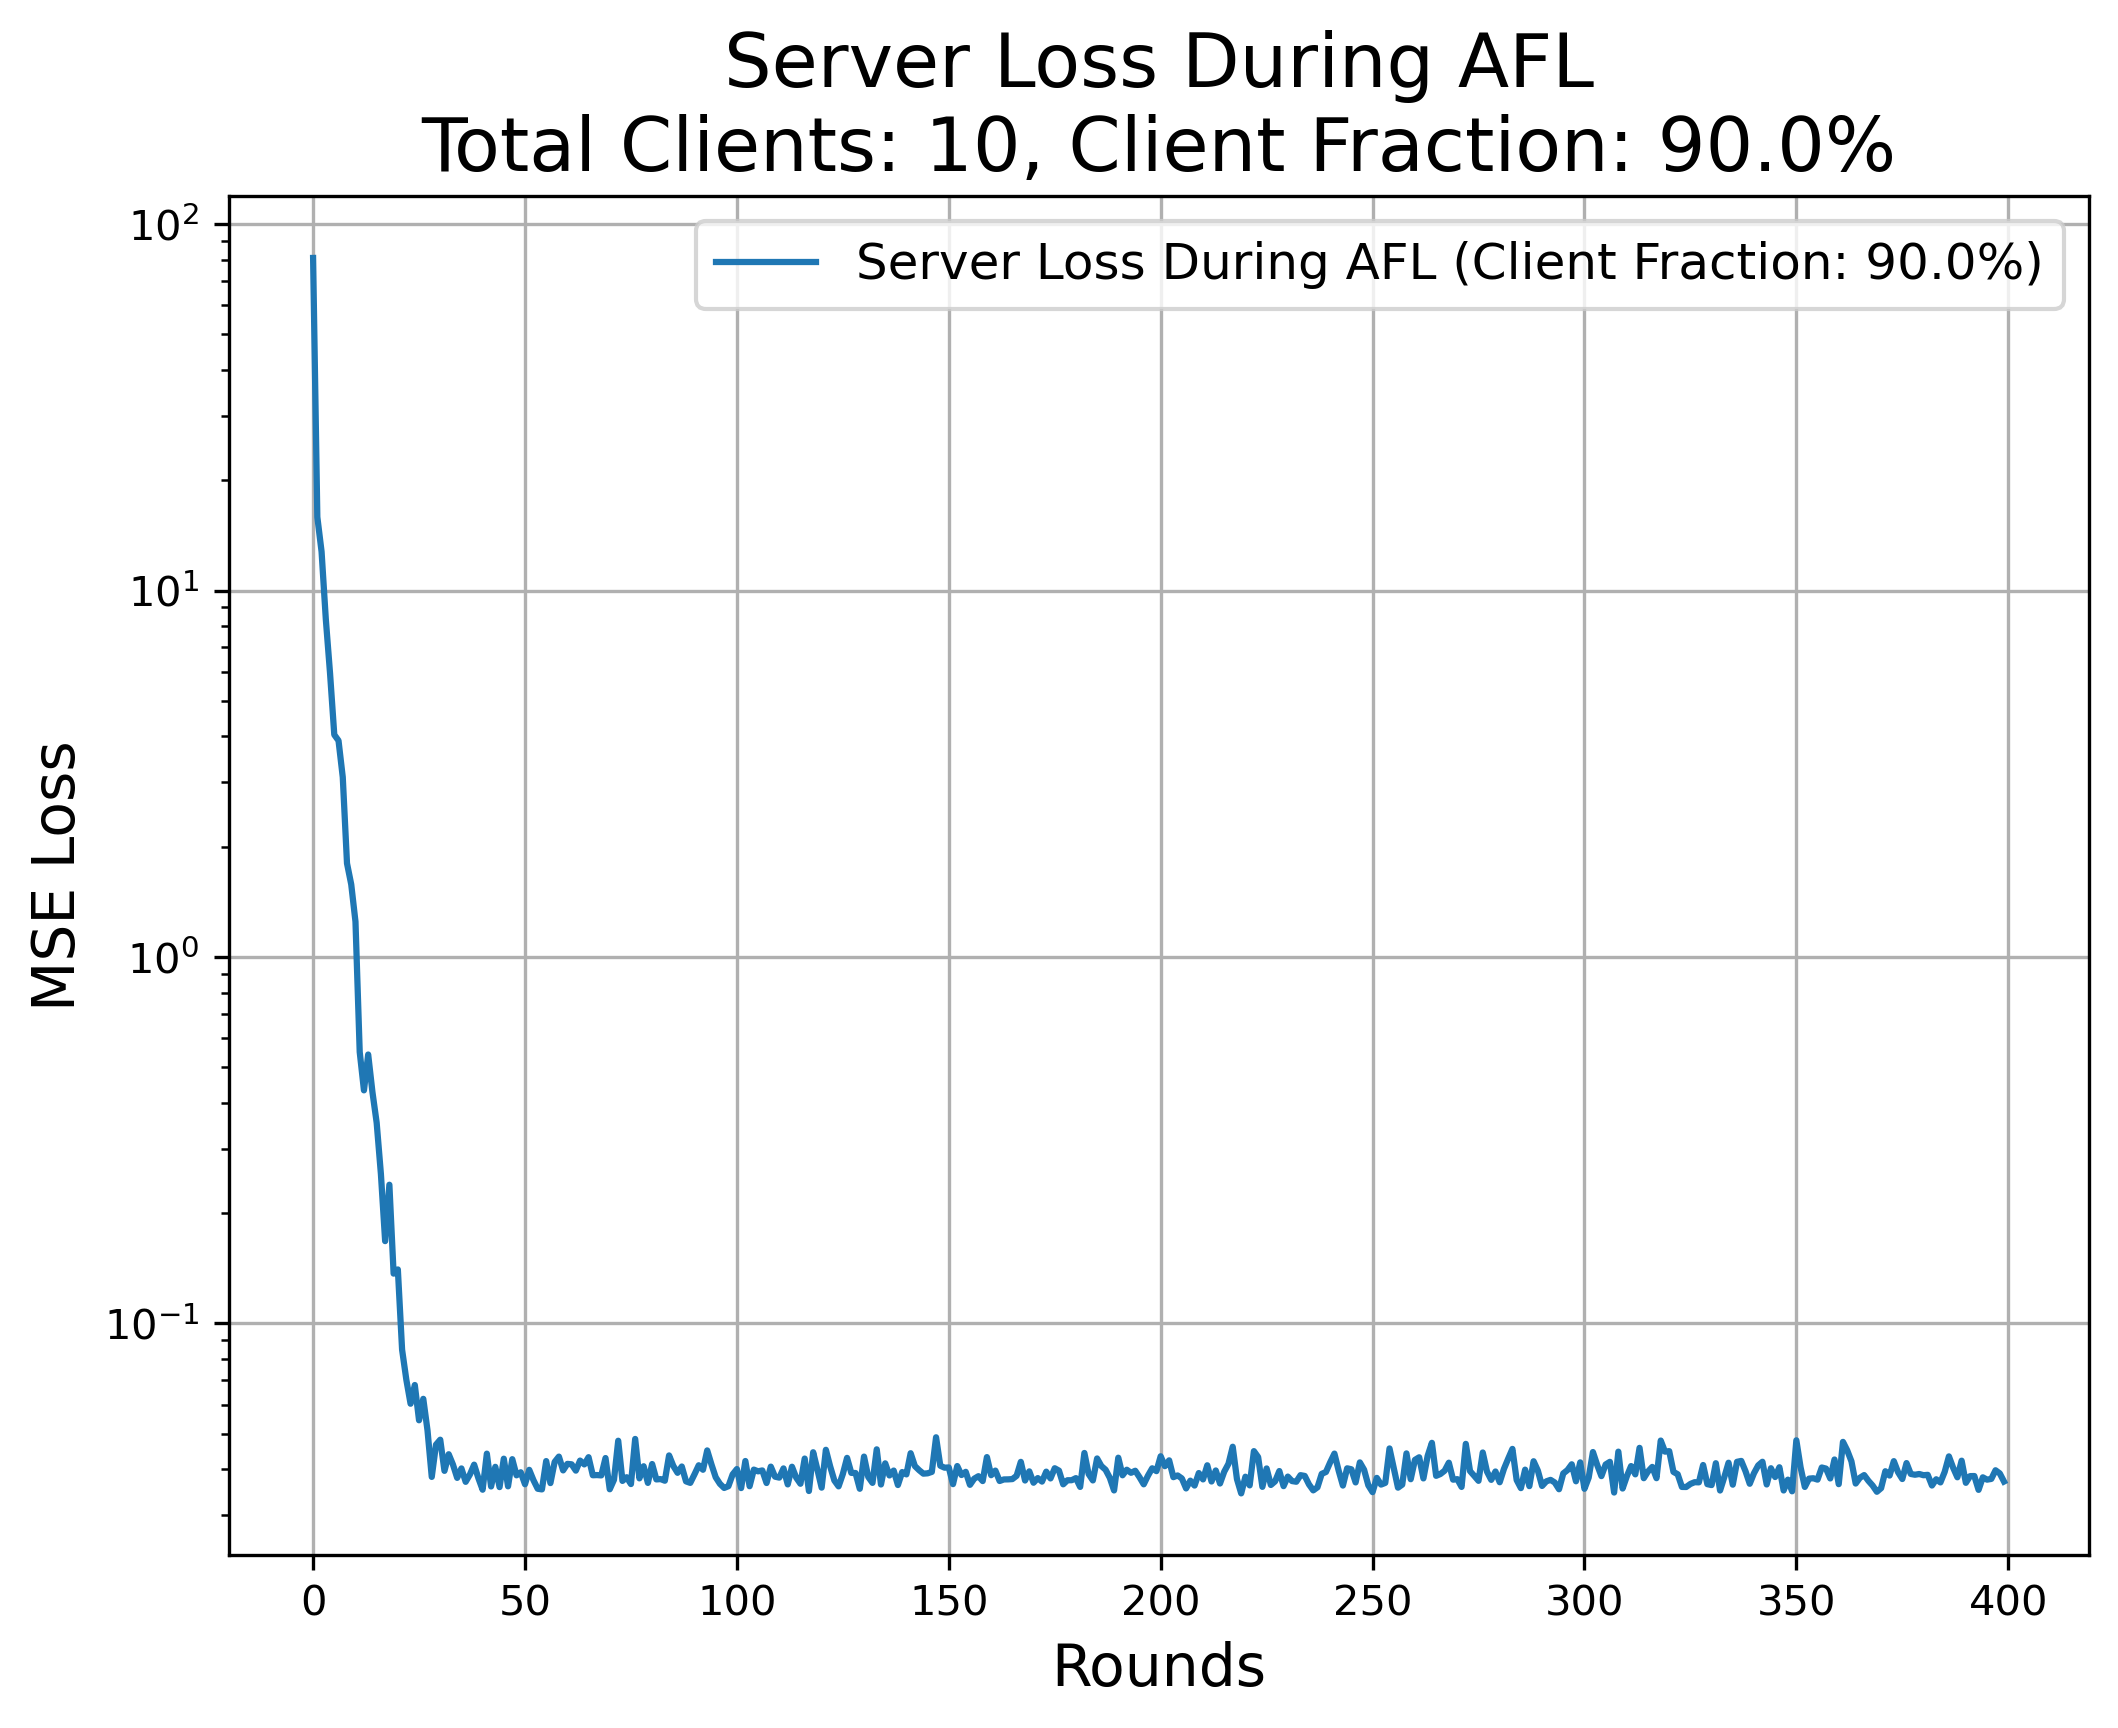 Server Loss During AFL
Total Clients: 10, Client Fraction: 90.0%
Server Loss During AFL (Client Fraction: 90.0%)
MSE Loss
10²
10¹
10⁰
10⁻¹
0 50 100 150 200 250 300 350 400
Rounds